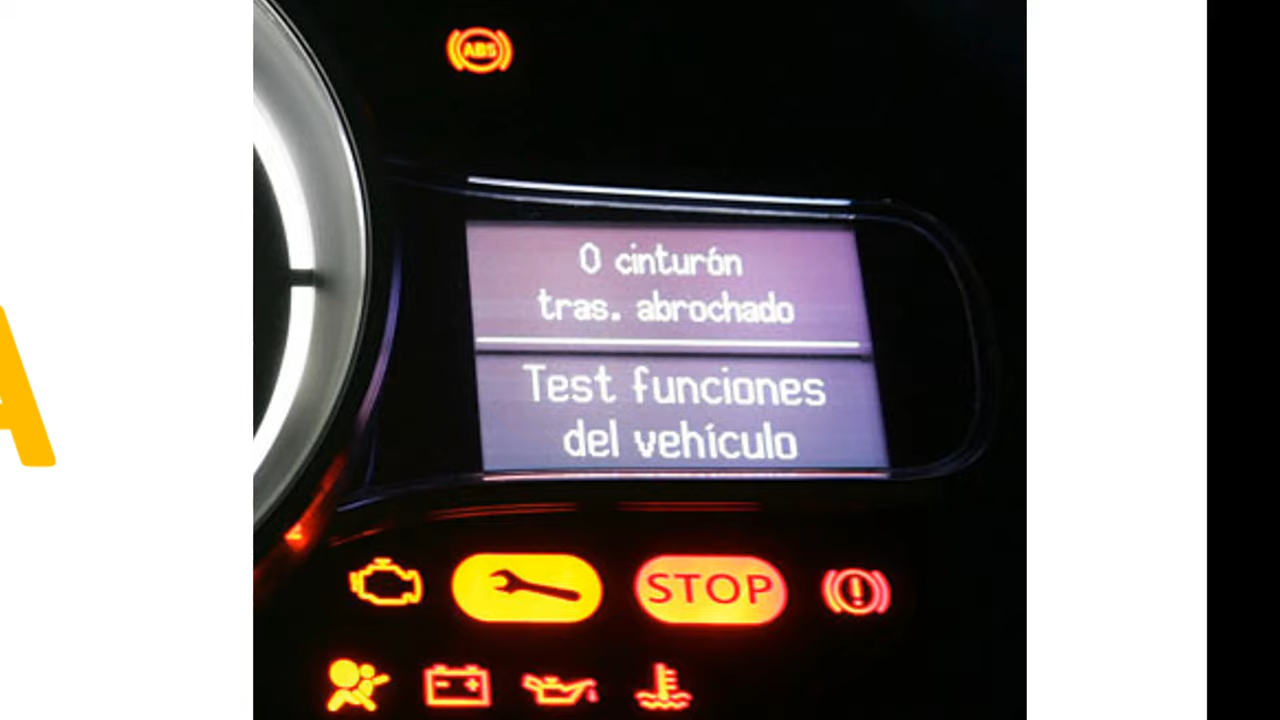 ABS
0 cinturón
tras. abrochado
Test funciones
del vehículo
STOP
A